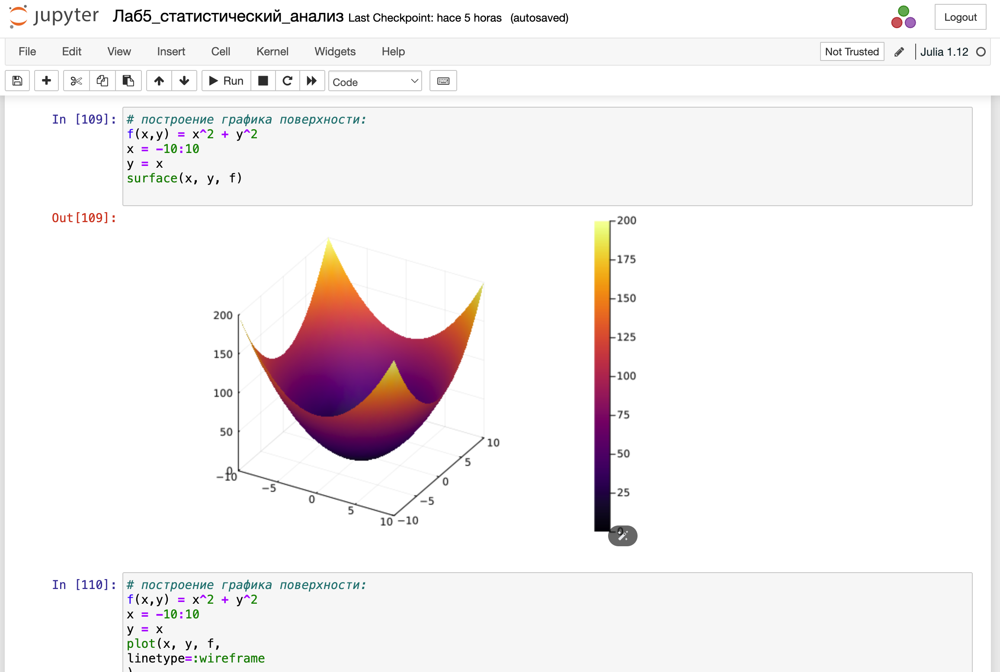 jupyter Лаб5_статистический_анализ Last Checkpoint: hace 5 horas (autosaved)
Logout
File Edit View Insert Cell Kernel Widgets Help
Not Trusted
Julia 1.12
Run
Code
In [109]:
# построение графика поверхности:
f(x,y) = x^2 + y^2
x = -10:10
y = x
surface(x, y, f)
Out[109]:
200
150
100
50
0
−10
−5
0
5
10
−10
−5
0
5
10
200
175
150
125
100
75
50
25
0
In [110]:
# построение графика поверхности:
f(x,y) = x^2 + y^2
x = -10:10
y = x
plot(x, y, f,
linetype=:wireframe
)